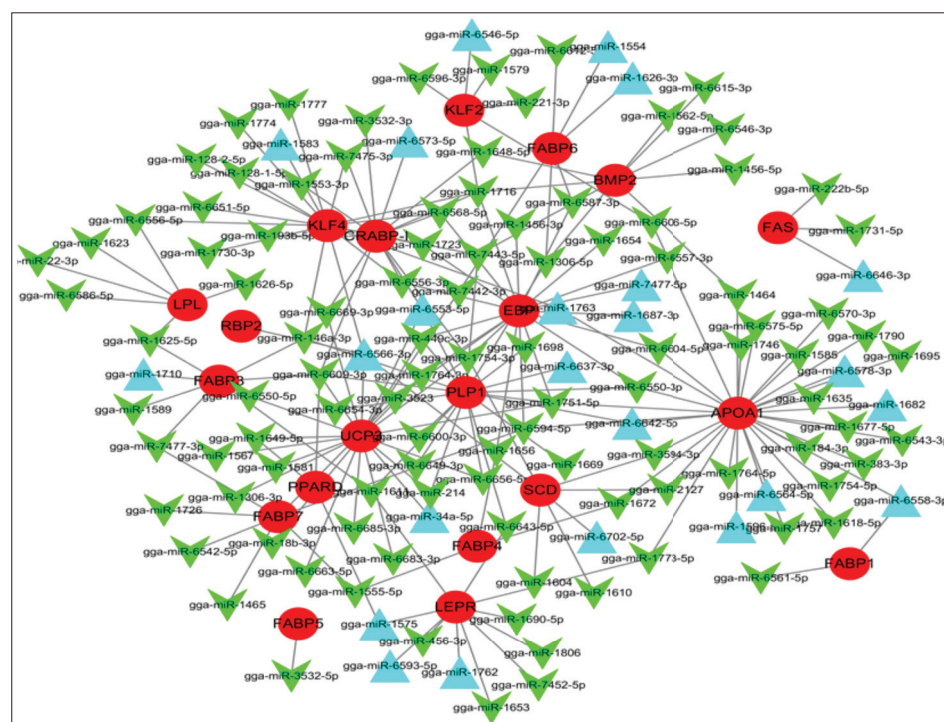 gga-miR-6546-5p
gga-miR-1554
gga-miR-1579
gga-miR-6596-3p
gga-miR-1626-3p
gga-miR-6615-3p
gga-miR-1777
KLF2
gga-miR-221-3p
gga-miR-1562-5p
gga-miR-1774
gga-miR-3532-3p
gga-miR-6546-3p
gga-miR-1583
gga-miR-6573-5p
FABP6
gga-miR-1648-5p
gga-miR-7475-3p
gga-miR-128-2-5p
gga-miR-128-1-5p
gga-miR-1456-5p
BMP2
gga-miR-1553-3p
gga-miR-1716
gga-miR-222b-5p
gga-miR-6587-3p
gga-miR-6651-5p
gga-miR-6568-5p
gga-miR-6556-5p
KLF4
gga-miR-1456-3p
gga-miR-6606-5p
FAS
gga-miR-1731-5p
gga-miR-193b-5p
CRABP-I
gga-miR-1623
gga-miR-1723
gga-miR-1654
gga-miR-1730-3p
gga-miR-7443-5p
gga-miR-6557-3p
gga-miR-22-3p
gga-miR-1306-5p
gga-miR-6646-3p
gga-miR-1626-5p
gga-miR-6556-3p
gga-miR-7477-5p
gga-miR-6586-5p
gga-miR-7442-3p
gga-miR-1464
LPL
gga-miR-6669-3p
gga-miR-6553-5p
EBP
gga-miR-1763
gga-miR-1687-3p
gga-miR-6570-3p
RBP2
gga-miR-6575-5p
gga-miR-1625-5p
gga-miR-146a-3p
gga-miR-449c-3p
gga-miR-1698
gga-miR-6604-5p
gga-miR-1746
gga-miR-1790
gga-miR-6566-3p
gga-miR-1754-3p
gga-miR-1585
gga-miR-1695
gga-miR-1710
gga-miR-6609-3p
gga-miR-1764-3p
gga-miR-6637-3p
gga-miR-6578-3p
FABP3
gga-miR-6550-5p
gga-miR-3523
PLP1
gga-miR-6550-3p
gga-miR-1635
gga-miR-1589
gga-miR-6654-3p
gga-miR-1751-5p
APOA1
gga-miR-1682
gga-miR-6642-5p
gga-miR-1677-5p
gga-miR-7477-3p
gga-miR-1649-5p
UCP3
gga-miR-6600-3p
gga-miR-6594-5p
gga-miR-6543-3p
gga-miR-1567
gga-miR-1656
gga-miR-3594-3p
gga-miR-184-3p
gga-miR-1581
gga-miR-6649-3p
gga-miR-1669
gga-miR-383-3p
gga-miR-1764-5p
gga-miR-6656-5p
PPARD
SCD
gga-miR-1306-3p
gga-miR-214
gga-miR-2127
gga-miR-1754-5p
gga-miR-6564-5p
gga-miR-6558-3p
gga-miR-1726
FABP7
gga-miR-34a-5p
gga-miR-1672
gga-miR-6685-3p
gga-miR-6643-5p
gga-miR-1618-5p
gga-miR-1757
gga-miR-6542-5p
gga-miR-18b-3p
FABP4
gga-miR-6702-5p
gga-miR-6683-3p
gga-miR-1773-5p
FABP1
gga-miR-6663-5p
gga-miR-6561-5p
gga-miR-1555-5p
gga-miR-1604
gga-miR-1610
gga-miR-1465
LEPR
FABP5
gga-miR-1575
gga-miR-1690-5p
gga-miR-456-3p
gga-miR-1806
gga-miR-6593-5p
gga-miR-1762
gga-miR-3532-5p
gga-miR-7452-5p
gga-miR-1653